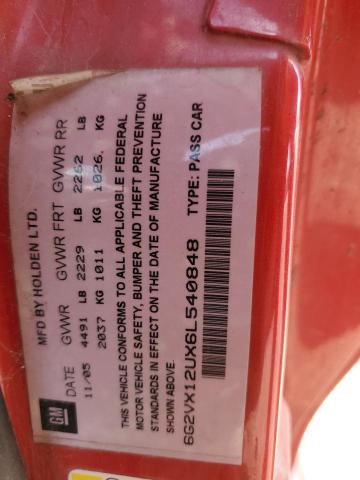 GM
MFD BY HOLDEN LTD.
DATE GVWR GVWR FRT GVWR RR
11/05 4491 LB 2229 LB 2262 LB
2037 KG 1011 KG 1026. KG
THIS VEHICLE CONFORMS TO ALL APPLICABLE FEDERAL
MOTOR VEHICLE SAFETY, BUMPER AND THEFT PREVENTION
STANDARDS IN EFFECT ON THE DATE OF MANUFACTURE
SHOWN ABOVE.
6G2VX12UX6L540848 TYPE: PASS CAR